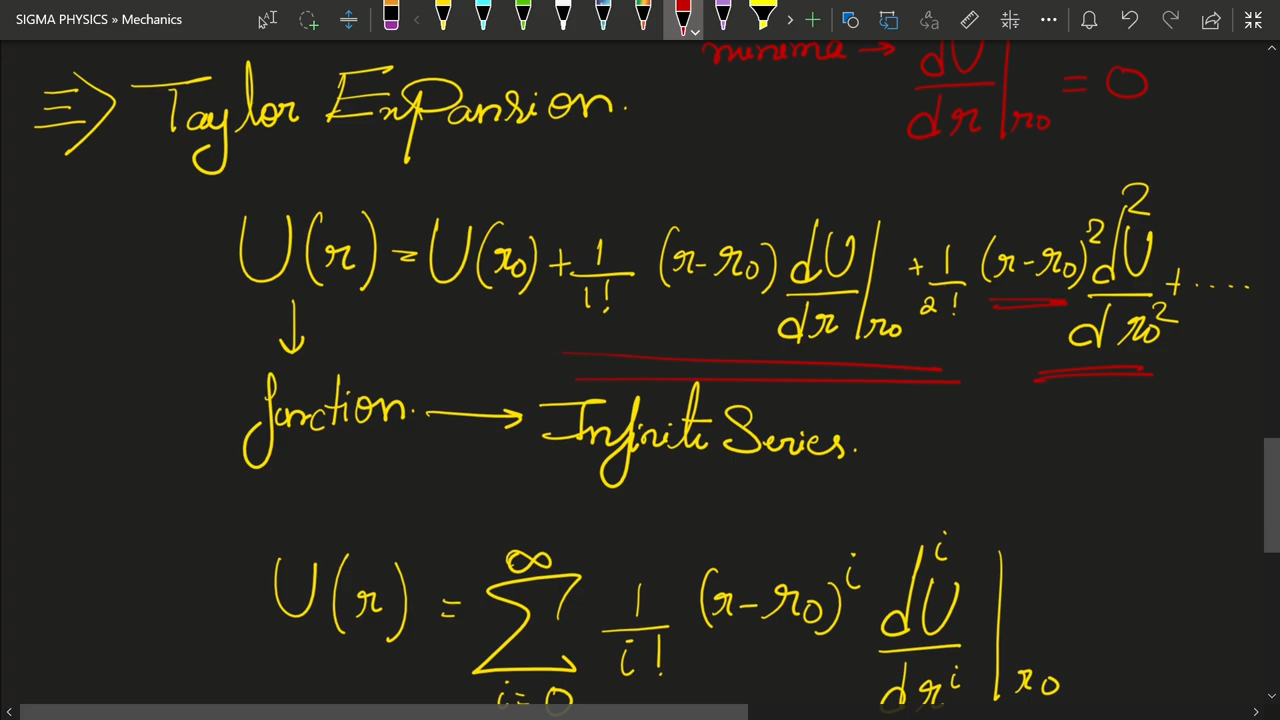 SIGMA PHYSICS » Mechanics
minima → dU/dr|r0 = 0
⇒ Taylor Expansion.
U(r) = U(r0) + 1/1! (r-r0) dU/dr|r0 + 1/2! (r-r0)² d²U/dr0² + ....
↓
function. → Infinite Series.
U(r) = ∑_{i=0}^{∞} 1/i! (r-r0)^i d^iU/dr^i|r0